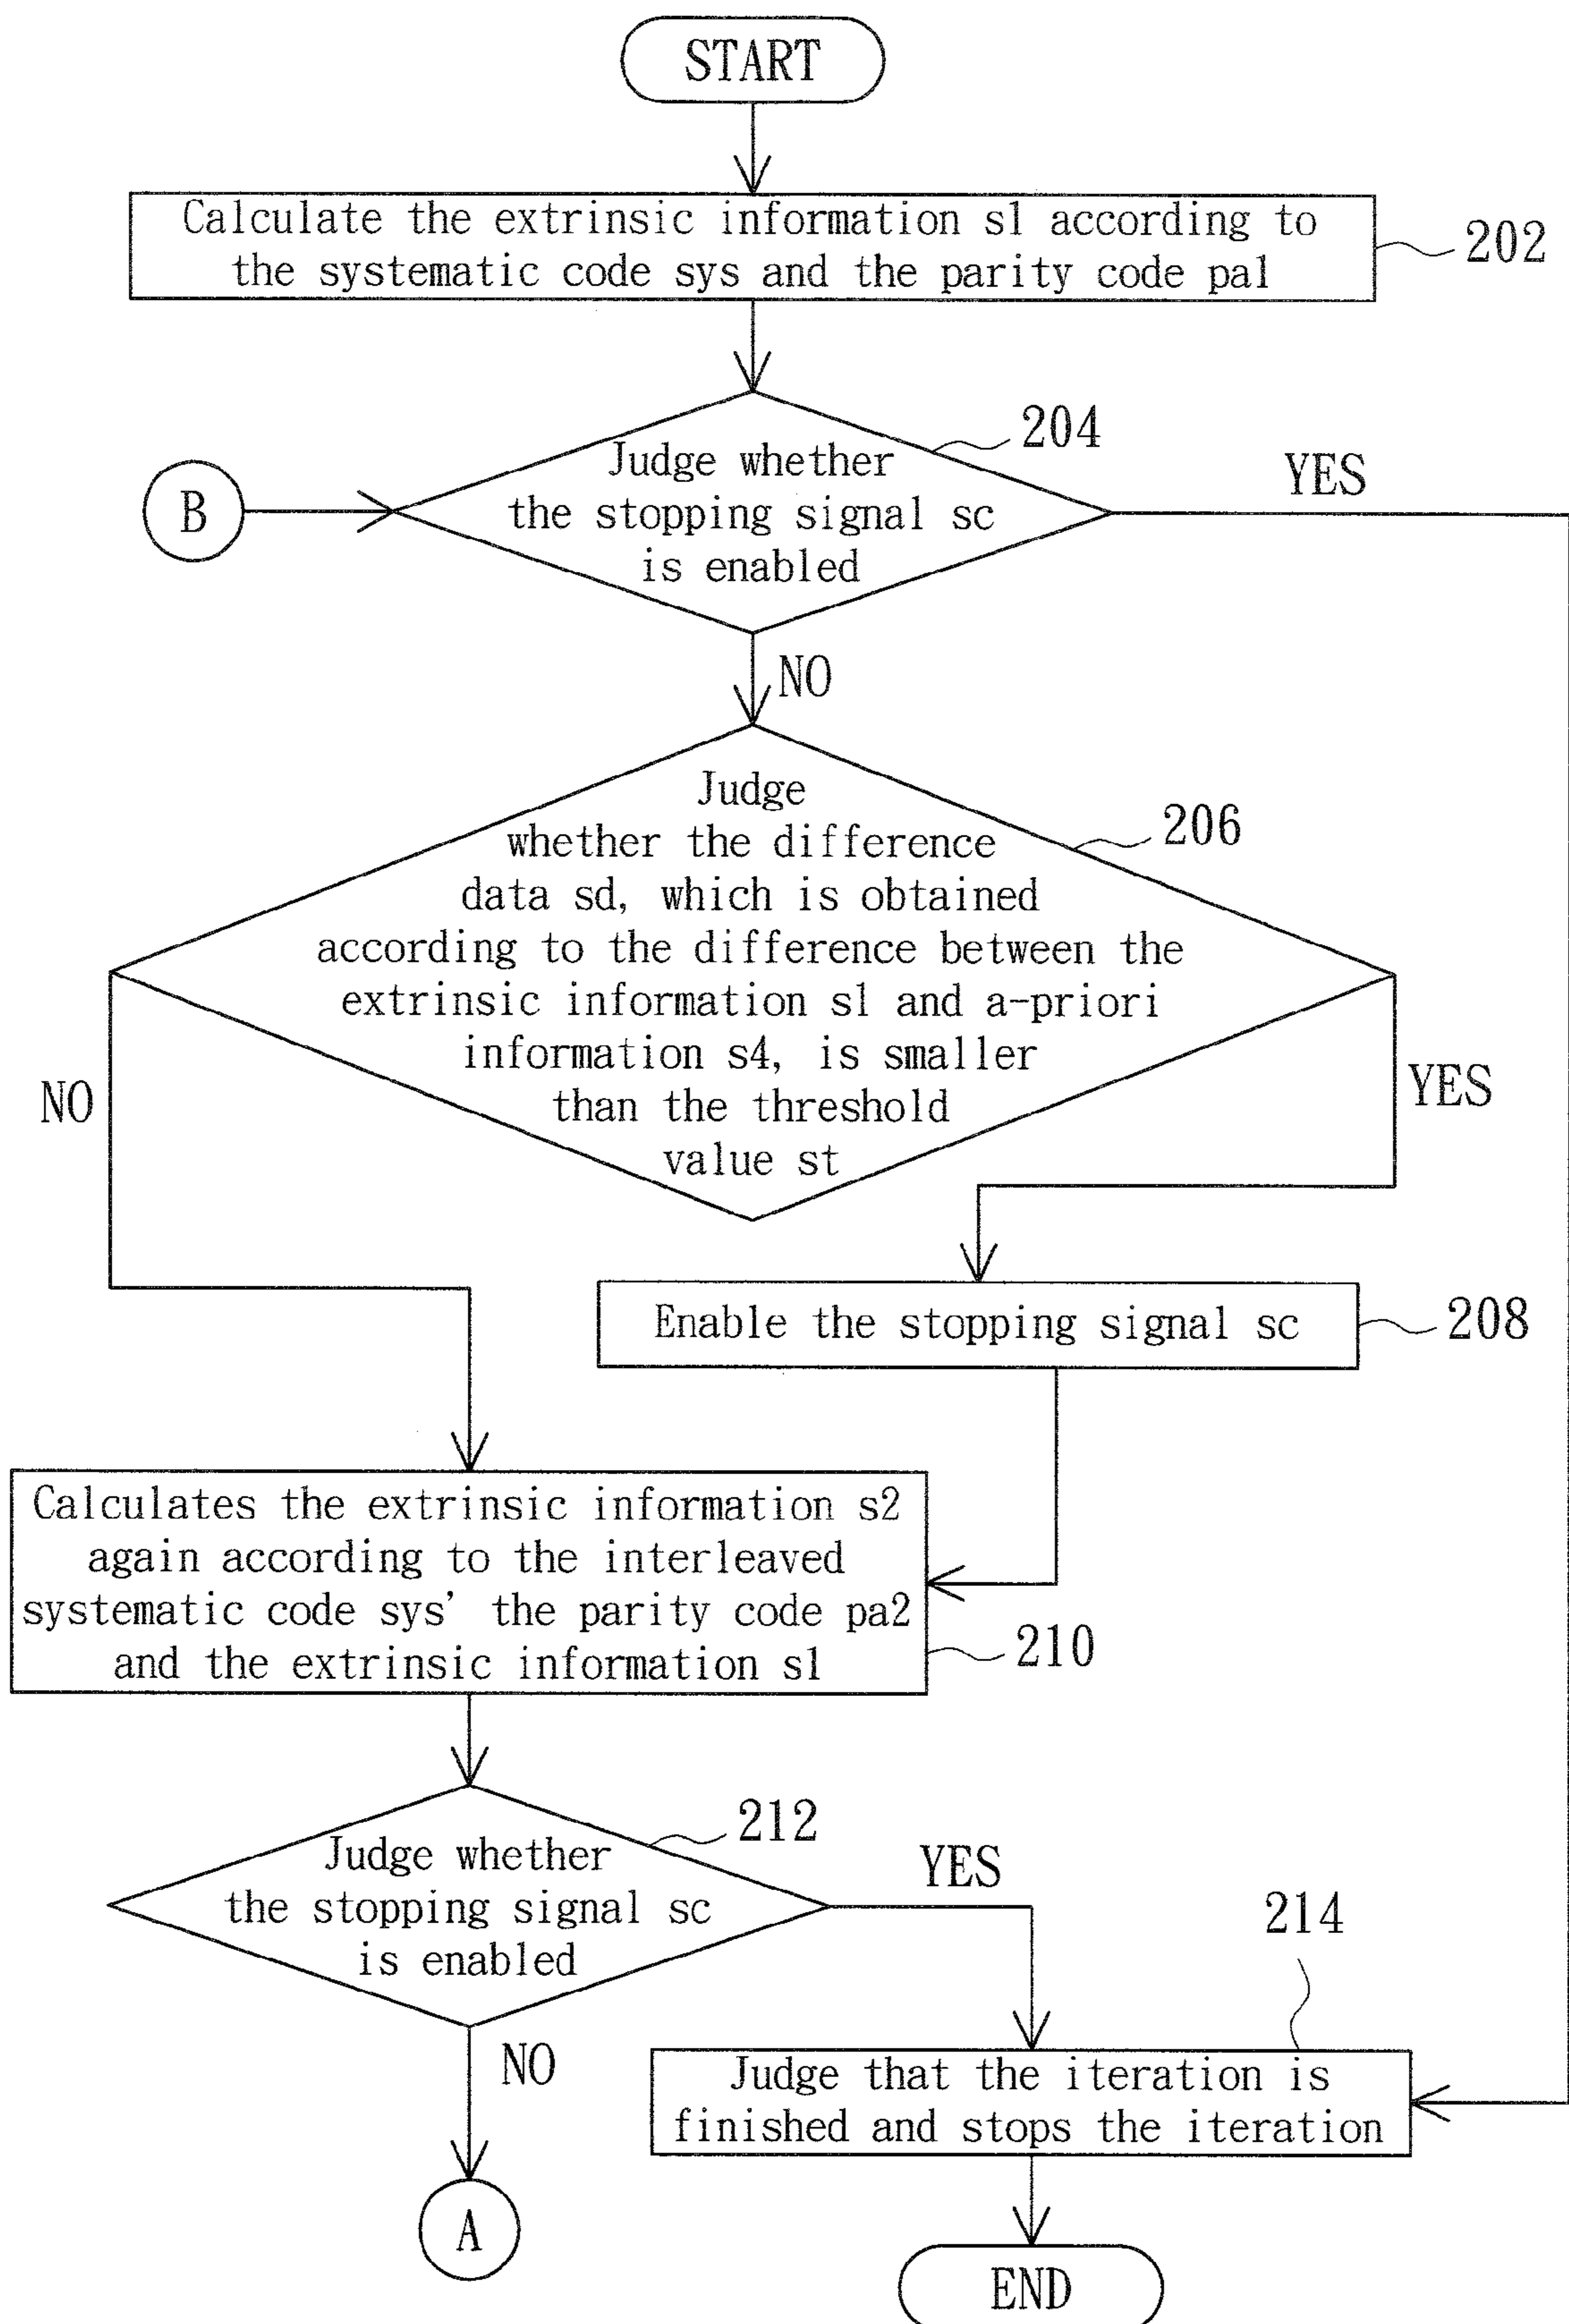 START
Calculate the extrinsic information s1 according to
the systematic code sys and the parity code pa1
202
204
Judge whether
the stopping signal sc
is enabled
YES
B
NO
Judge
whether the difference
data sd, which is obtained
according to the difference between the
extrinsic information s1 and a-priori
information s4, is smaller
than the threshold
value st
206
NO
YES
Enable the stopping signal sc
208
Calculates the extrinsic information s2
again according to the interleaved
systematic code sys' the parity code pa2
and the extrinsic information s1
210
212
Judge whether
the stopping signal sc
is enabled
YES
214
NO
Judge that the iteration is
finished and stops the iteration
A
END